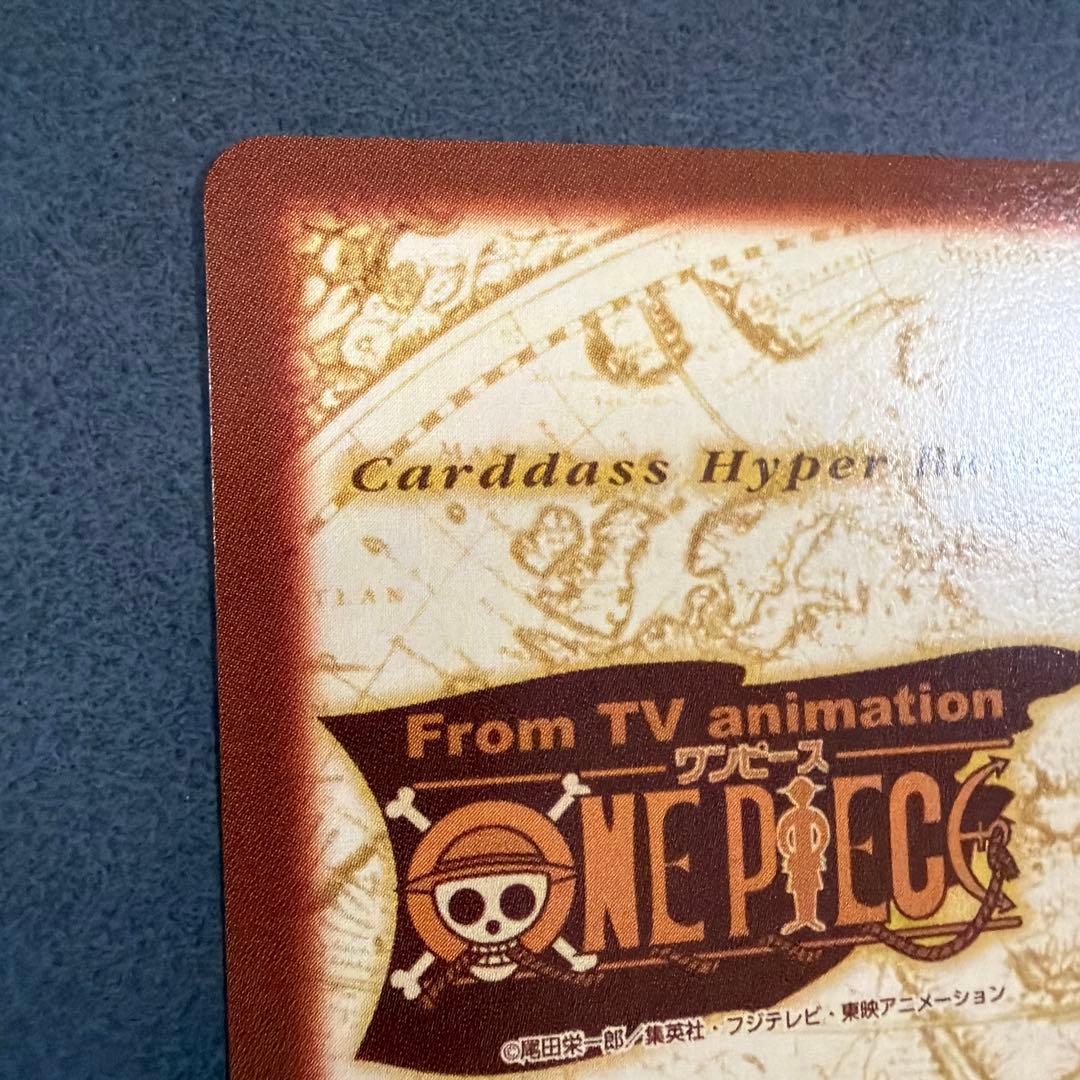 Carddass Hyper
LAN
From TV animation
ワンピース
ONE PIECE
©尾田栄一郎／集英社・フジテレビ・東映アニメーション